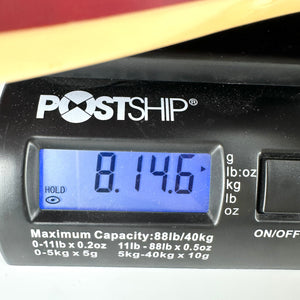 POSTSHIP®
8.14.6
HOLD
g
lb:oz
kg
lb
oz
ON/OFF
Maximum Capacity:88lb/40kg
0-11lb x 0.2oz 11lb - 88lb x 0.5oz
0-5kg x 5g 5kg-40kg x 10g